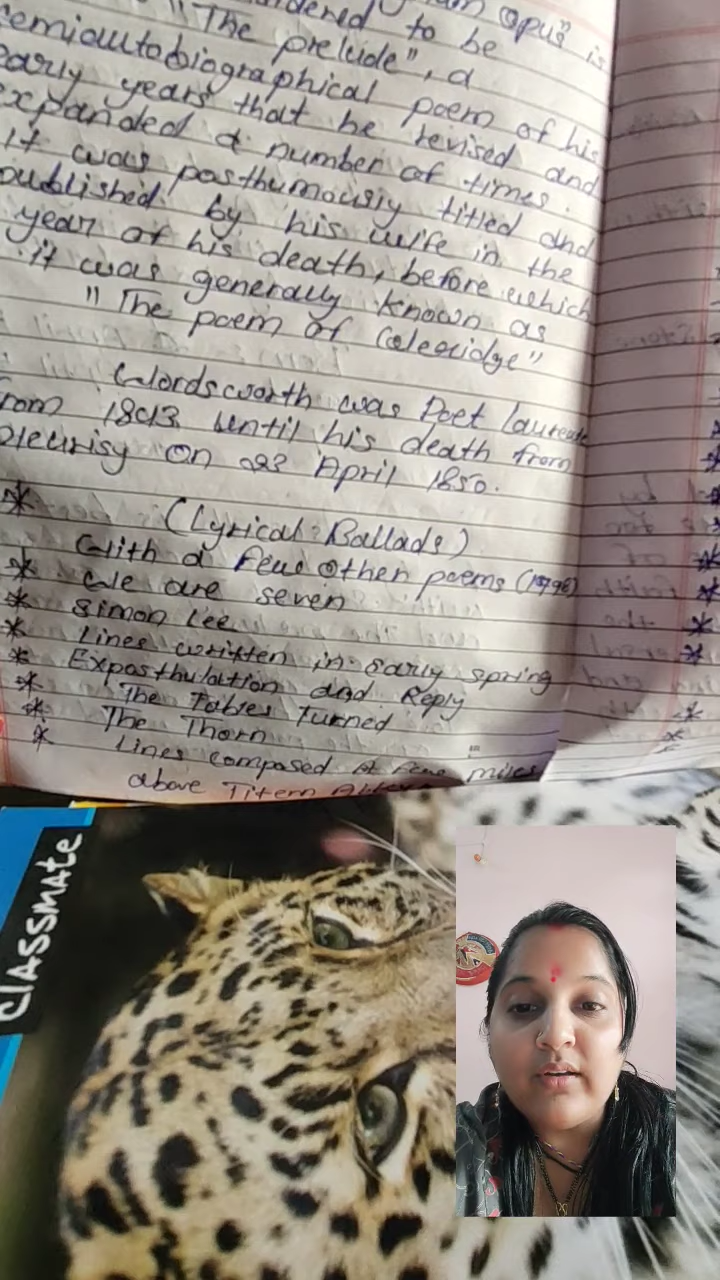 opus" is
to be
"The prelude", a
semiautobiographical poem of his
early years that he revised and
expanded a number of times.
It was posthumously titled and
published by his wife in the
year of his death, before which
it was generally known as
"The poem of Coleridge"
Wordsworth was Poet Laureate
from 1843 until his death from
pleurisy on 23 April 1850.
* (Lyrical Ballads)
With a few other poems
* We are seven
* Simon Lee
* Lines written in early spring
* Exposthulation and Reply
* The Tables Turned
* The Thorn
* Lines composed a few miles
above
CLASSMATE